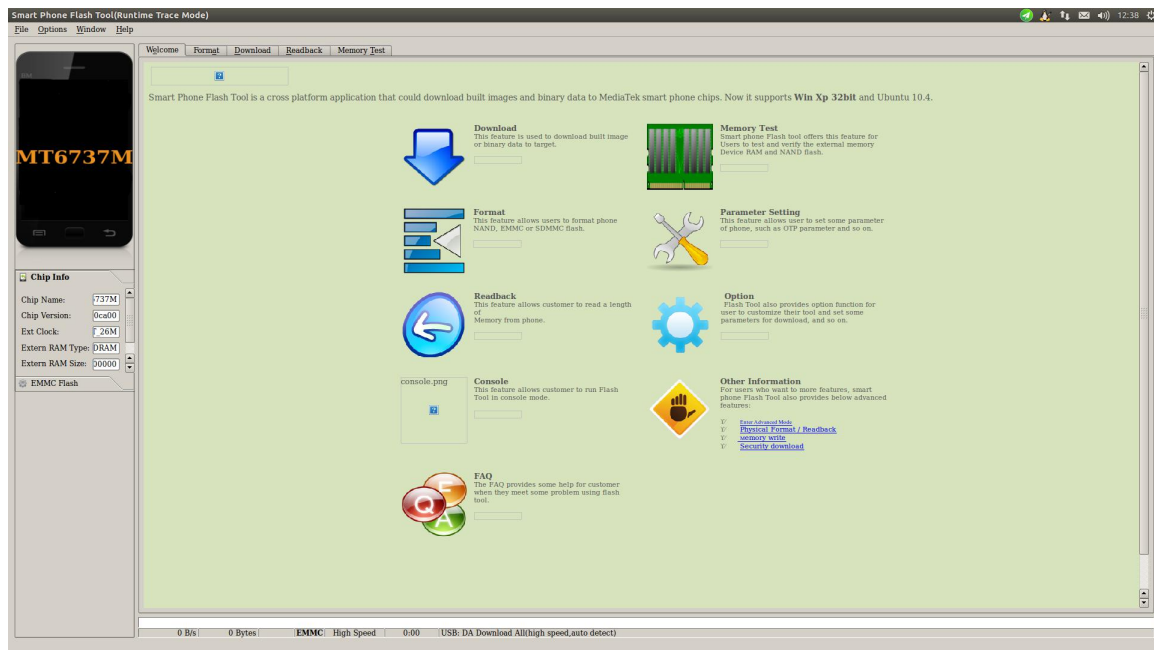 Smart Phone Flash Tool(Runtime Trace Mode)
12:38
File Options Window Help
Welcome Format Download Readback Memory Test
Smart Phone Flash Tool is a cross platform application that could download built images and binary data to MediaTek smart phone chips. Now it supports Win Xp 32bit and Ubuntu 10.4.
MT6737M
Download
This feature is used to download built image
or binary data to target.
Memory Test
Smart phone Flash tool offers this feature for
Users to test and verify the external memory
Device RAM and NAND flash.
Format
This feature allows users to format phone
NAND, EMMC or SDMMC flash.
Parameter Setting
This feature allows user to set some parameter
of phone, such as OTP parameter and so on.
Chip Info
Chip Name: 737M
Chip Version: 0ca00
Ext Clock: T_26M
Extern RAM Type: DRAM
Extern RAM Size: 00000
EMMC Flash
Readback
This feature allows customer to read a length
of
Memory from phone.
Option
Flash Tool also provides option function for
user to customize their tool and set some
parameters for download, and so on.
console.png
Console
This feature allows customer to run Flash
Tool in console mode.
Other Information
For users who want to more features, smart
phone Flash Tool also provides below advanced
features:
Enter Advanced Mode
Physical Format / Readback
Memory write
Security download
FAQ
The FAQ provides some help for customer
when they meet some problem using flash
tool.
F
Q
A
0 B/s 0 Bytes EMMC High Speed 0:00 USB: DA Download All(high speed,auto detect)